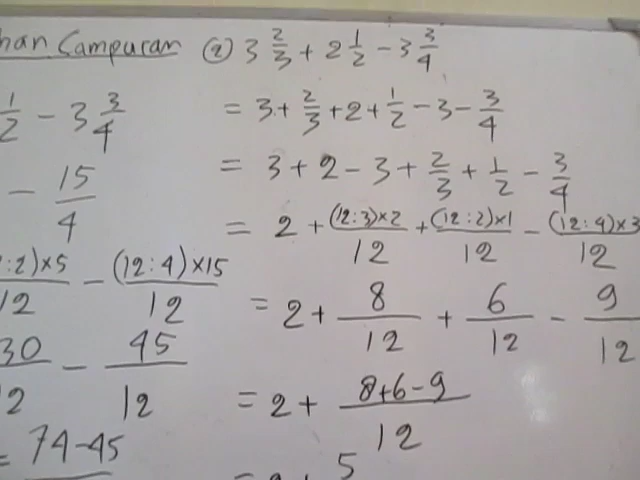 han Campuran
1/2 - 3 3/4
- 15/4
:2)×5/12 - (12:4)×15/12
30/12 - 45/12
= 74-45
② 3 2/3 + 2 1/2 - 3 3/4
= 3 + 2/3 + 2 + 1/2 - 3 - 3/4
= 3 + 2 - 3 + 2/3 + 1/2 - 3/4
= 2 + (12:3)×2/12 + (12:2)×1/12 - (12:4)×3/12
= 2 + 8/12 + 6/12 - 9/12
= 2 + 8+6-9/12
5